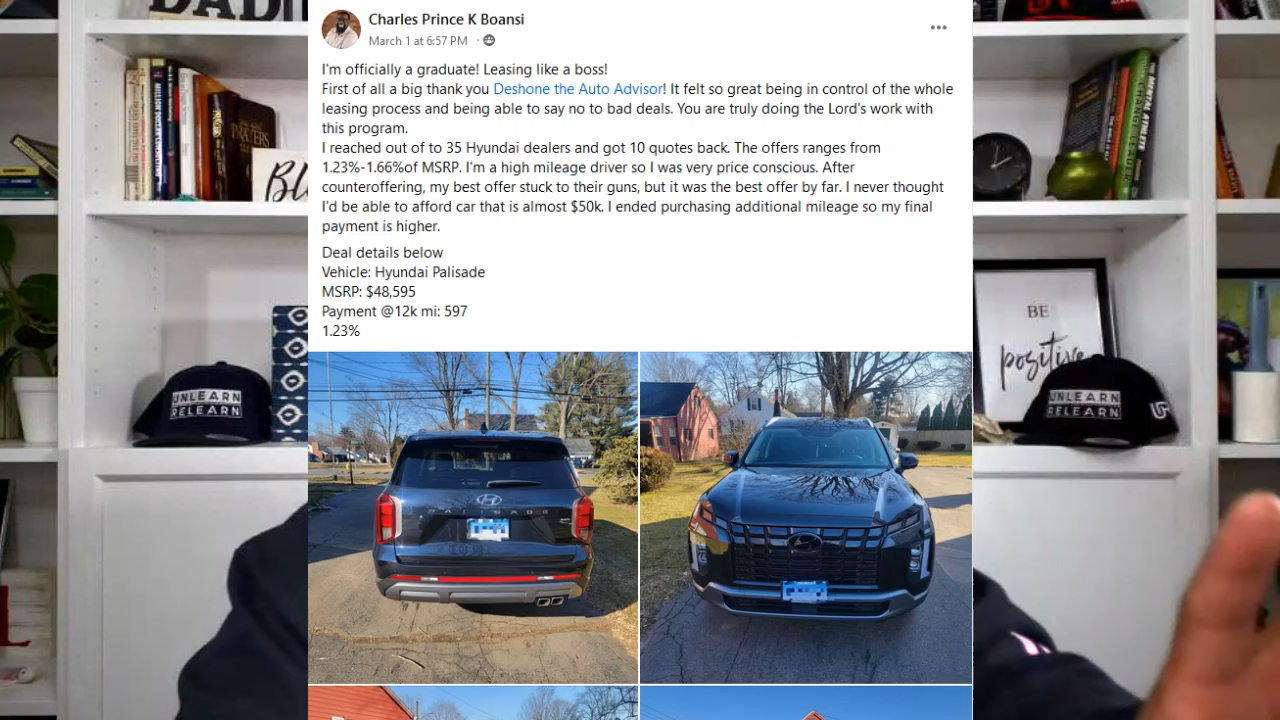 DAD
MILLION DOLLAR
PRAYERS
BL
UNLEARN
RELEARN
Charles Prince K Boansi
March 1 at 6:57 PM ·
I'm officially a graduate! Leasing like a boss!
First of all a big thank you Deshone the Auto Advisor! It felt so great being in control of the whole
leasing process and being able to say no to bad deals. You are truly doing the Lord's work with
this program.
I reached out of to 35 Hyundai dealers and got 10 quotes back. The offers ranges from
1.23%-1.66%of MSRP. I'm a high mileage driver so I was very price conscious. After
counteroffering, my best offer stuck to their guns, but it was the best offer by far. I never thought
I'd be able to afford car that is almost $50k. I ended purchasing additional mileage so my final
payment is higher.
Deal details below
Vehicle: Hyundai Palisade
MSRP: $48,595
Payment @12k mi: 597
1.23%
PALISADE
BE
positive
UNLEARN
RELEARN